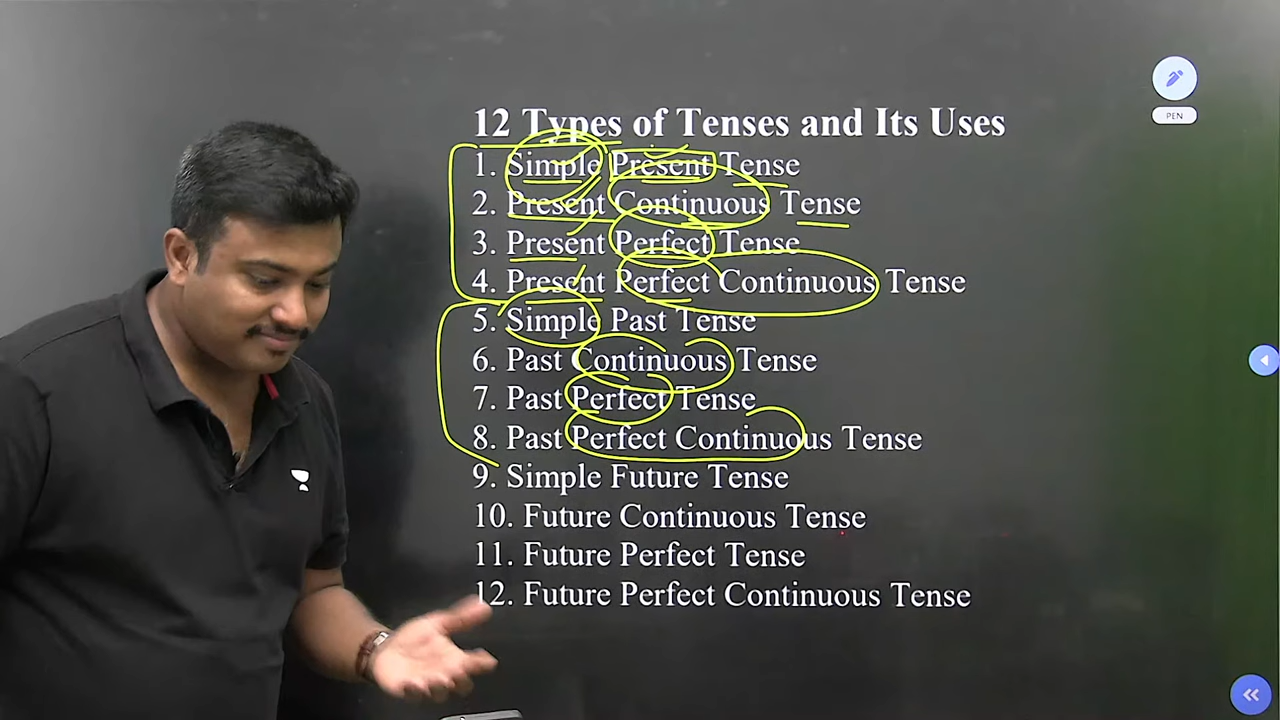 12 Types of Tenses and Its Uses
1. Simple Present Tense
2. Present Continuous Tense
3. Present Perfect Tense
4. Present Perfect Continuous Tense
5. Simple Past Tense
6. Past Continuous Tense
7. Past Perfect Tense
8. Past Perfect Continuous Tense
9. Simple Future Tense
10. Future Continuous Tense
11. Future Perfect Tense
12. Future Perfect Continuous Tense
PEN